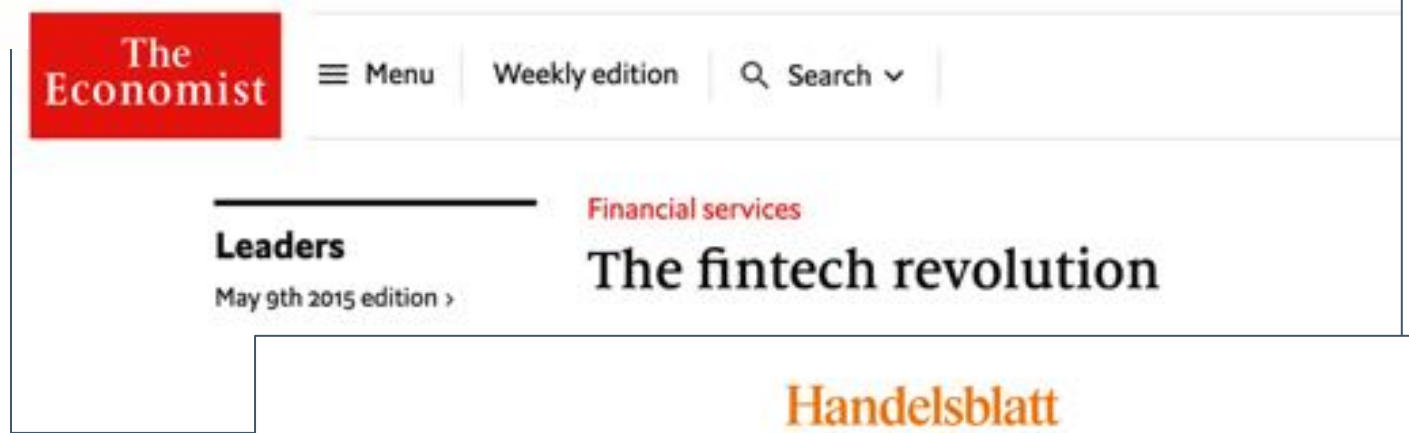 The
Economist
Menu
Weekly edition
Search
Financial services
Leaders
The fintech revolution
May 9th 2015 edition ›
Handelsblatt